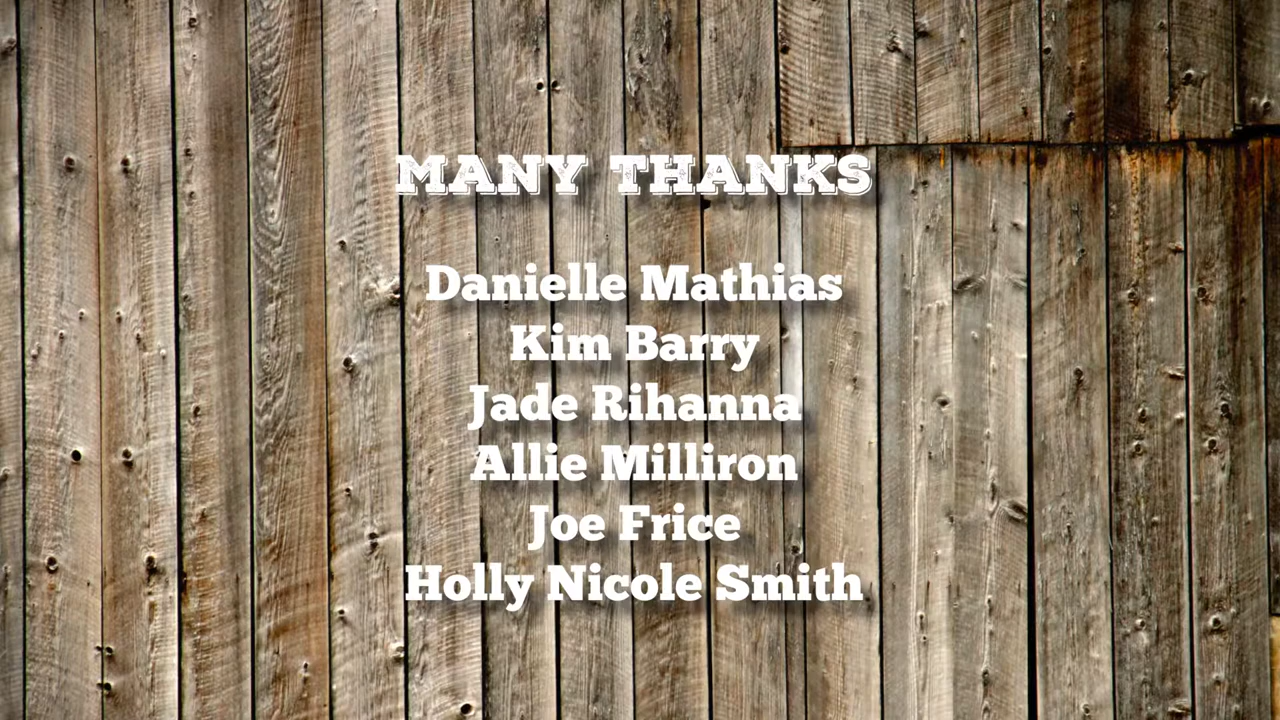 MANY THANKS
Danielle Mathias
Kim Barry
Jade Rihanna
Allie Milliron
Joe Frice
Holly Nicole Smith